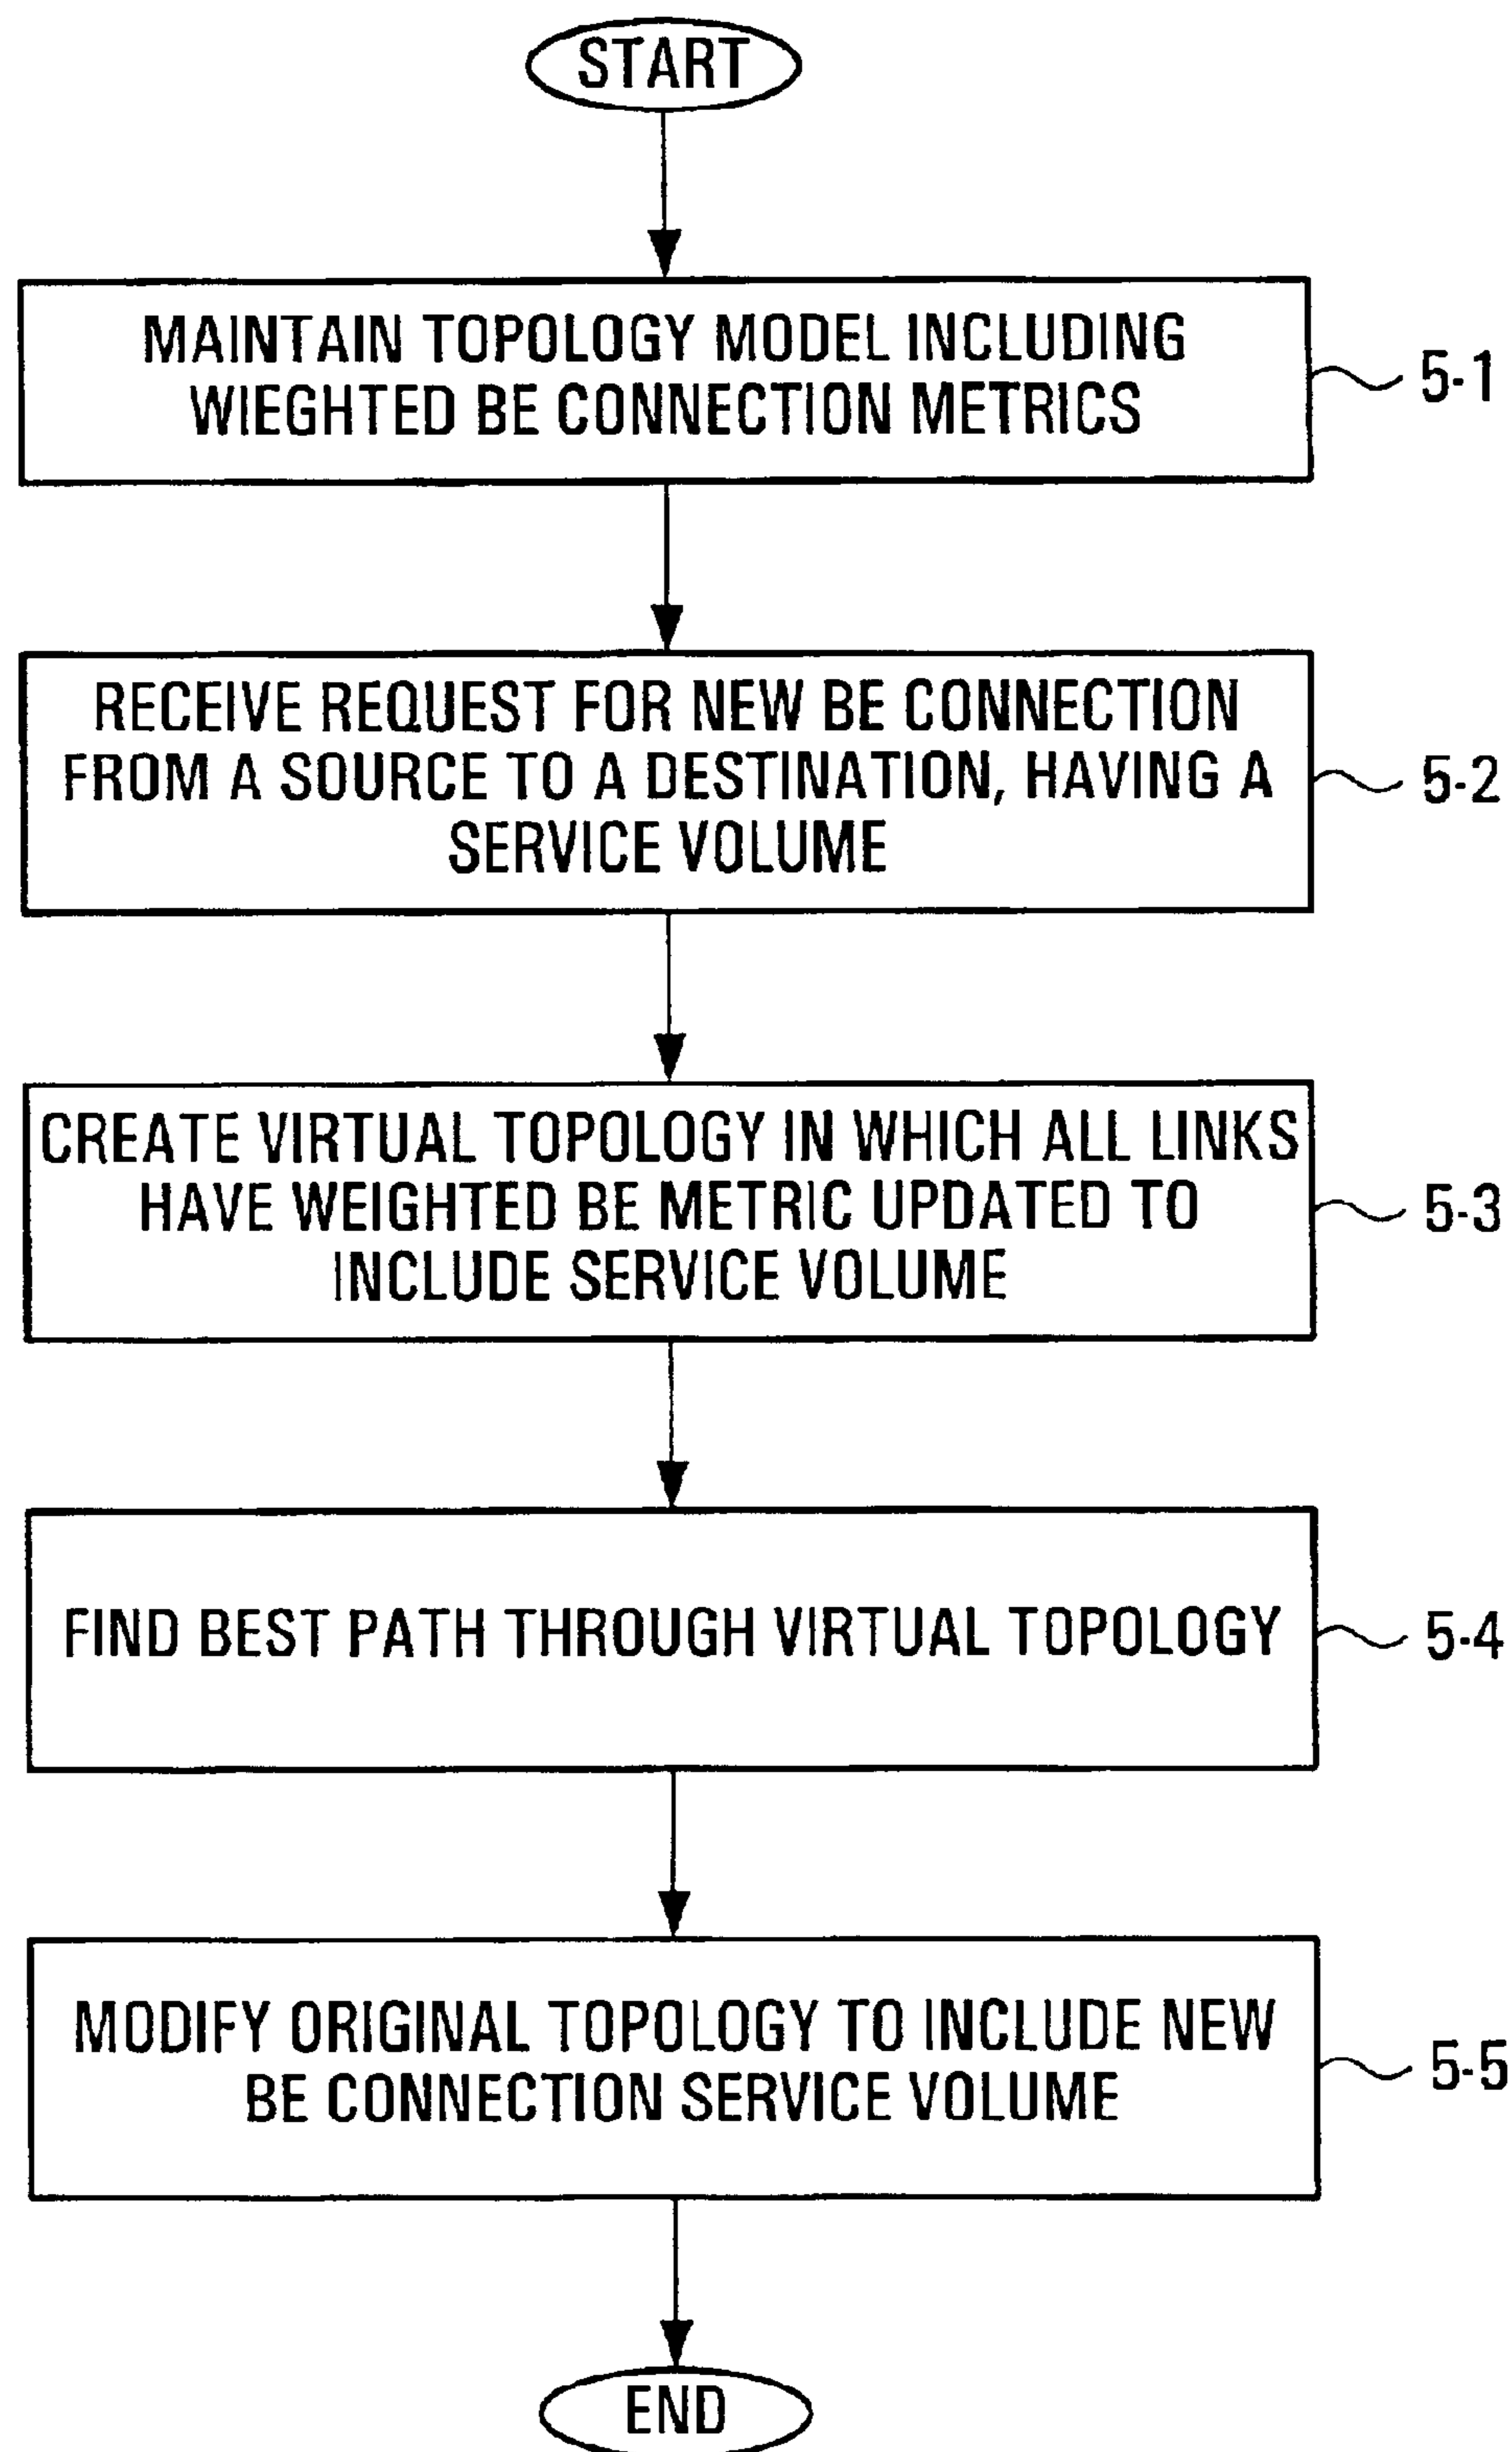 START
MAINTAIN TOPOLOGY MODEL INCLUDING
WIEGHTED BE CONNECTION METRICS
5-1
RECEIVE REQUEST FOR NEW BE CONNECTION
FROM A SOURCE TO A DESTINATION, HAVING A
SERVICE VOLUME
5-2
CREATE VIRTUAL TOPOLOGY IN WHICH ALL LINKS
HAVE WEIGHTED BE METRIC UPDATED TO
INCLUDE SERVICE VOLUME
5-3
FIND BEST PATH THROUGH VIRTUAL TOPOLOGY
5-4
MODIFY ORIGINAL TOPOLOGY TO INCLUDE NEW
BE CONNECTION SERVICE VOLUME
5-5
END